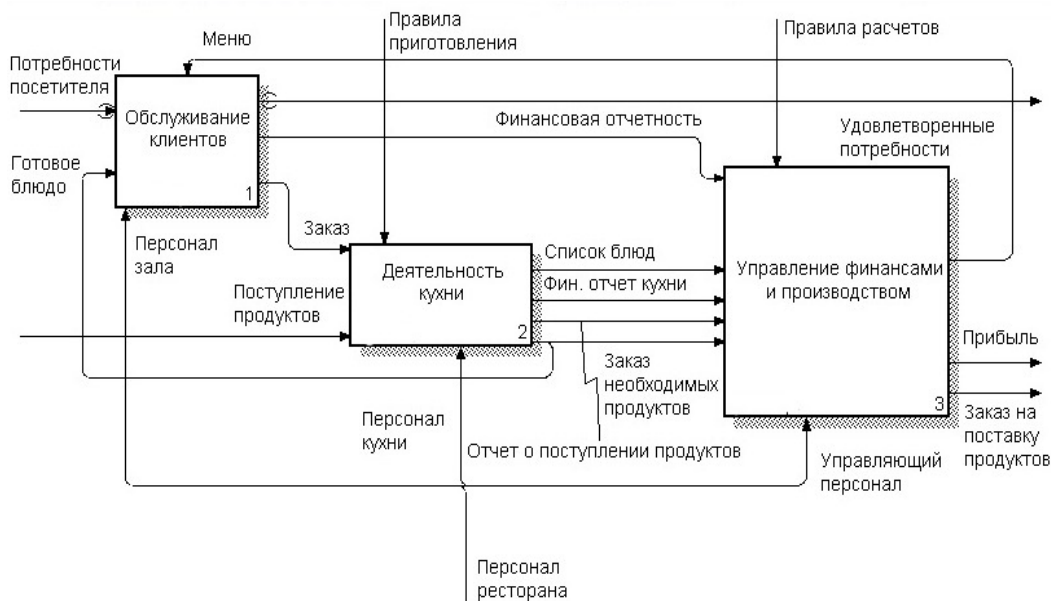 Правила
приготовления
Правила расчетов
Меню
Потребности
посетителя
Обслуживание
клиентов
1
Финансовая отчетность
Удовлетворенные
потребности
Готовое
блюдо
Заказ
Персонал
зала
Деятельность
кухни
2
Список блюд
Фин. отчет кухни
Управление финансами
и производством
3
Поступление
продуктов
Заказ
необходимых
продуктов
Прибыль
Персонал
кухни
Отчет о поступлении продуктов
Заказ на
поставку
продуктов
Управляющий
персонал
Персонал
ресторана